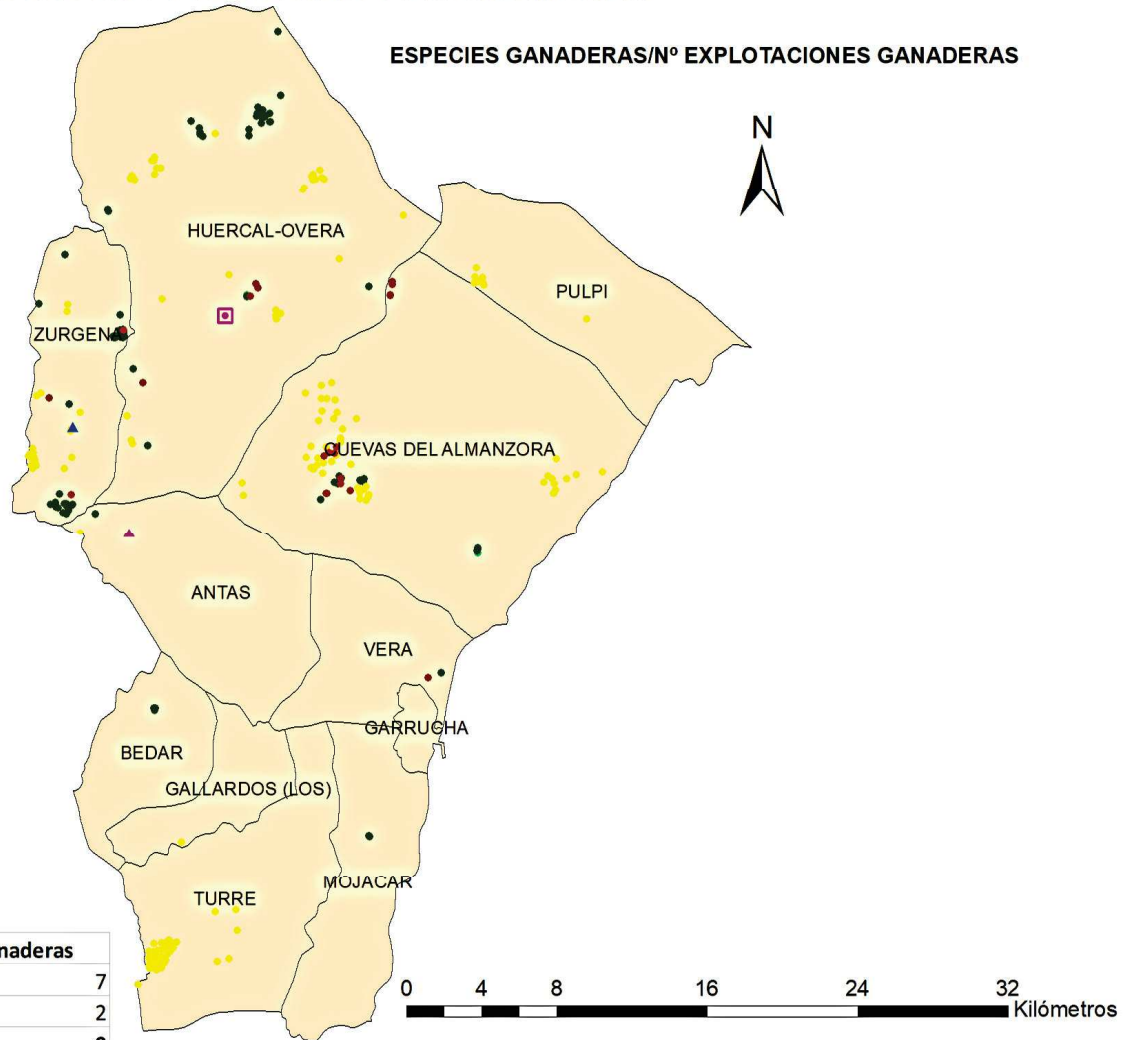 ESPECIES GANADERAS/Nº EXPLOTACIONES GANADERAS
N
HUERCAL-OVERA
PULPI
ZURGENA
CUEVAS DEL ALMANZORA
ANTAS
VERA
GARRUCHA
BEDAR
GALLARDOS (LOS)
MOJACAR
TURRE
naderas
7
2
0 4 8 16 24 32
Kilómetros